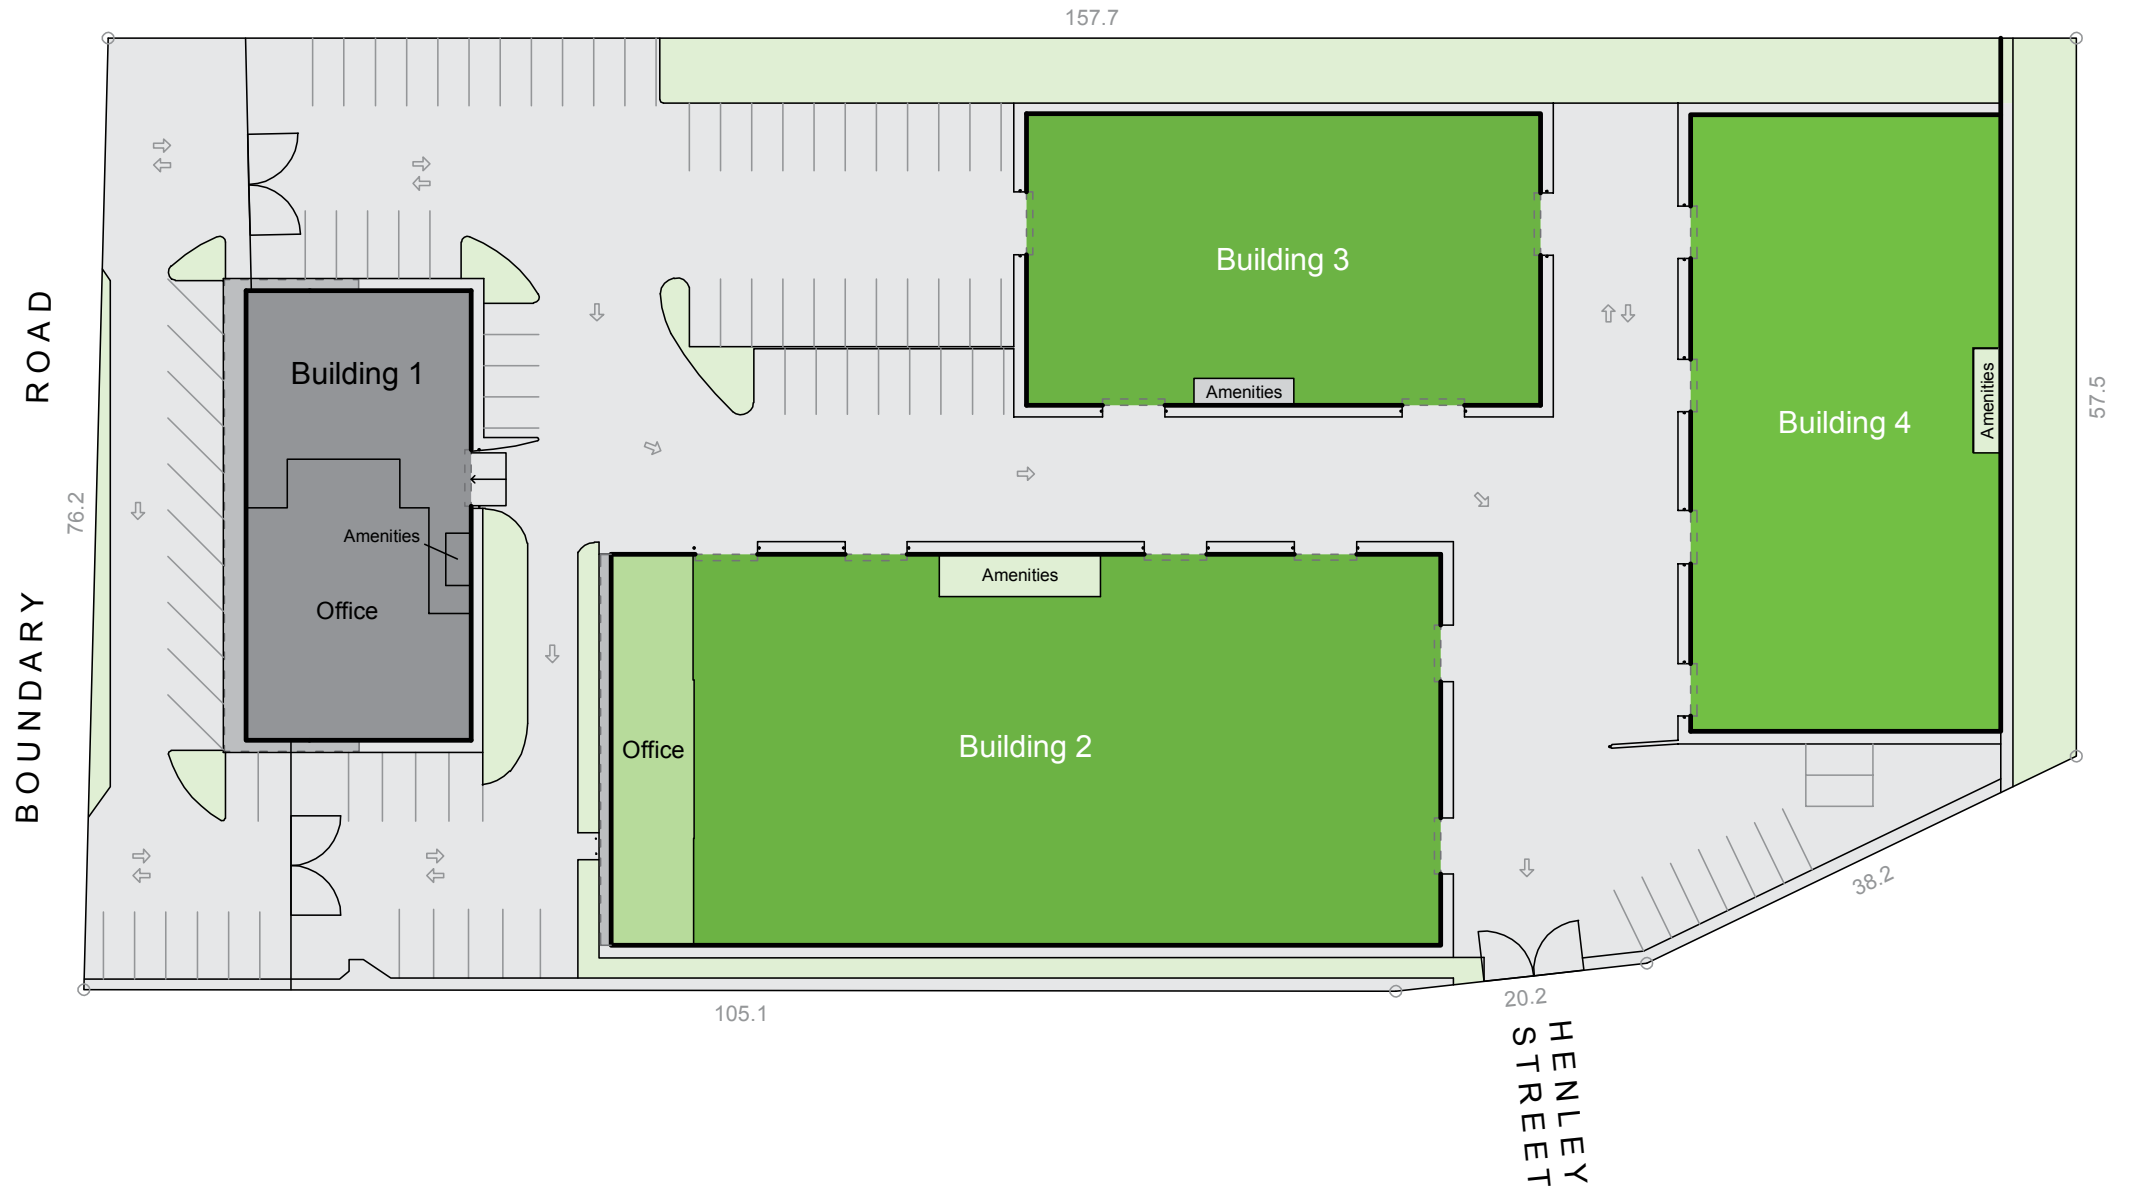 157.7
BOUNDARY ROAD
76.2
Building 1
Amenities
Office
Building 3
Amenities
Building 4
Amenities
57.5
Amenities
Office
Building 2
38.2
20.2
105.1
HENLEY
STREET